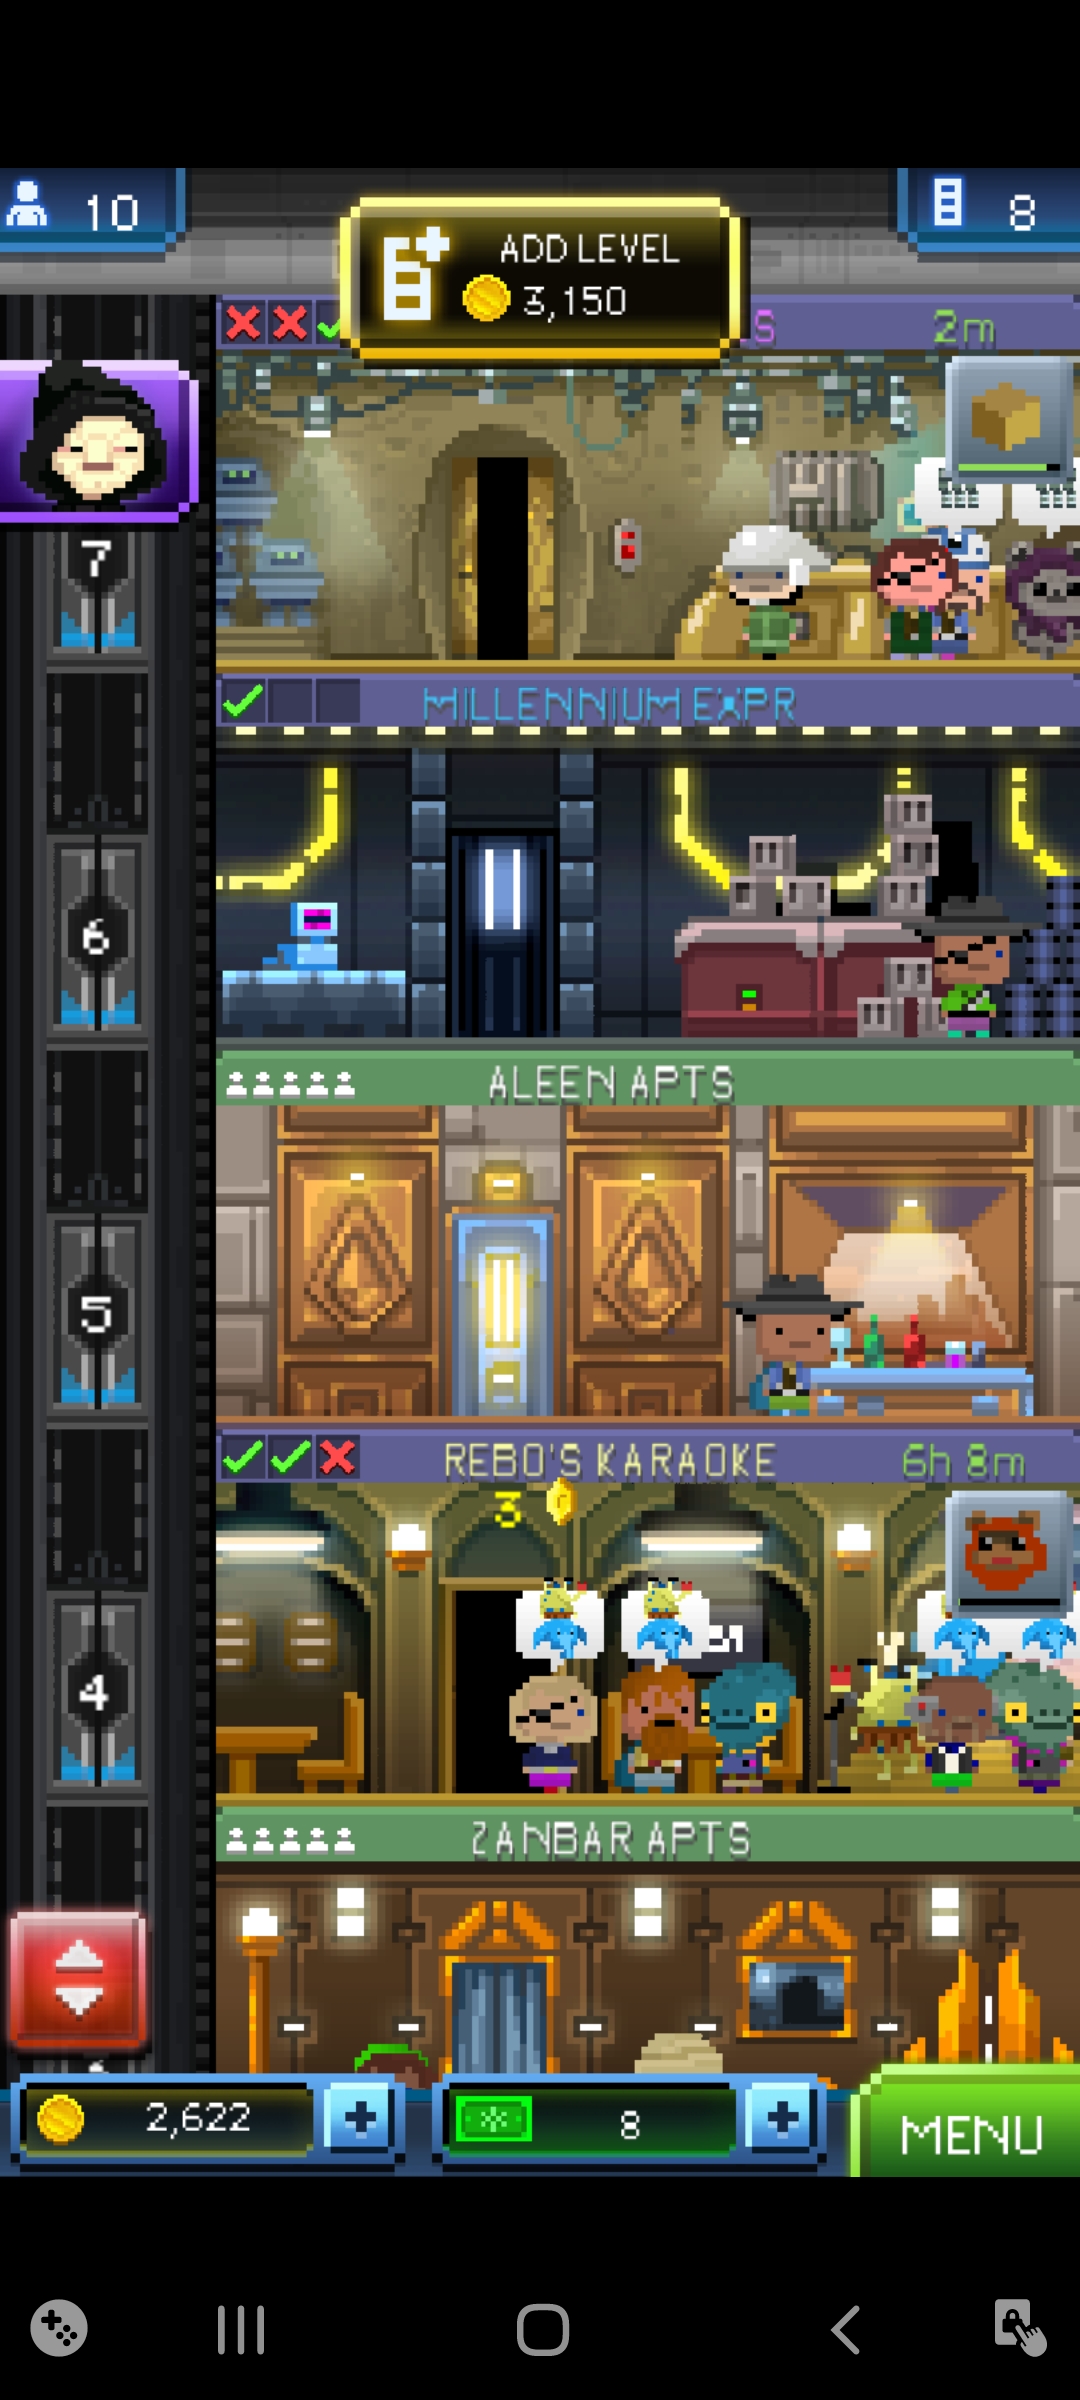 10
ADD LEVEL
3,150
8
S
2m
7
MILLENNIUM EXPR
6
ALEEN APTS
5
REBO'S KARAOKE
6h 8m
3
4
ZANBAR APTS
2,622
8
MENU